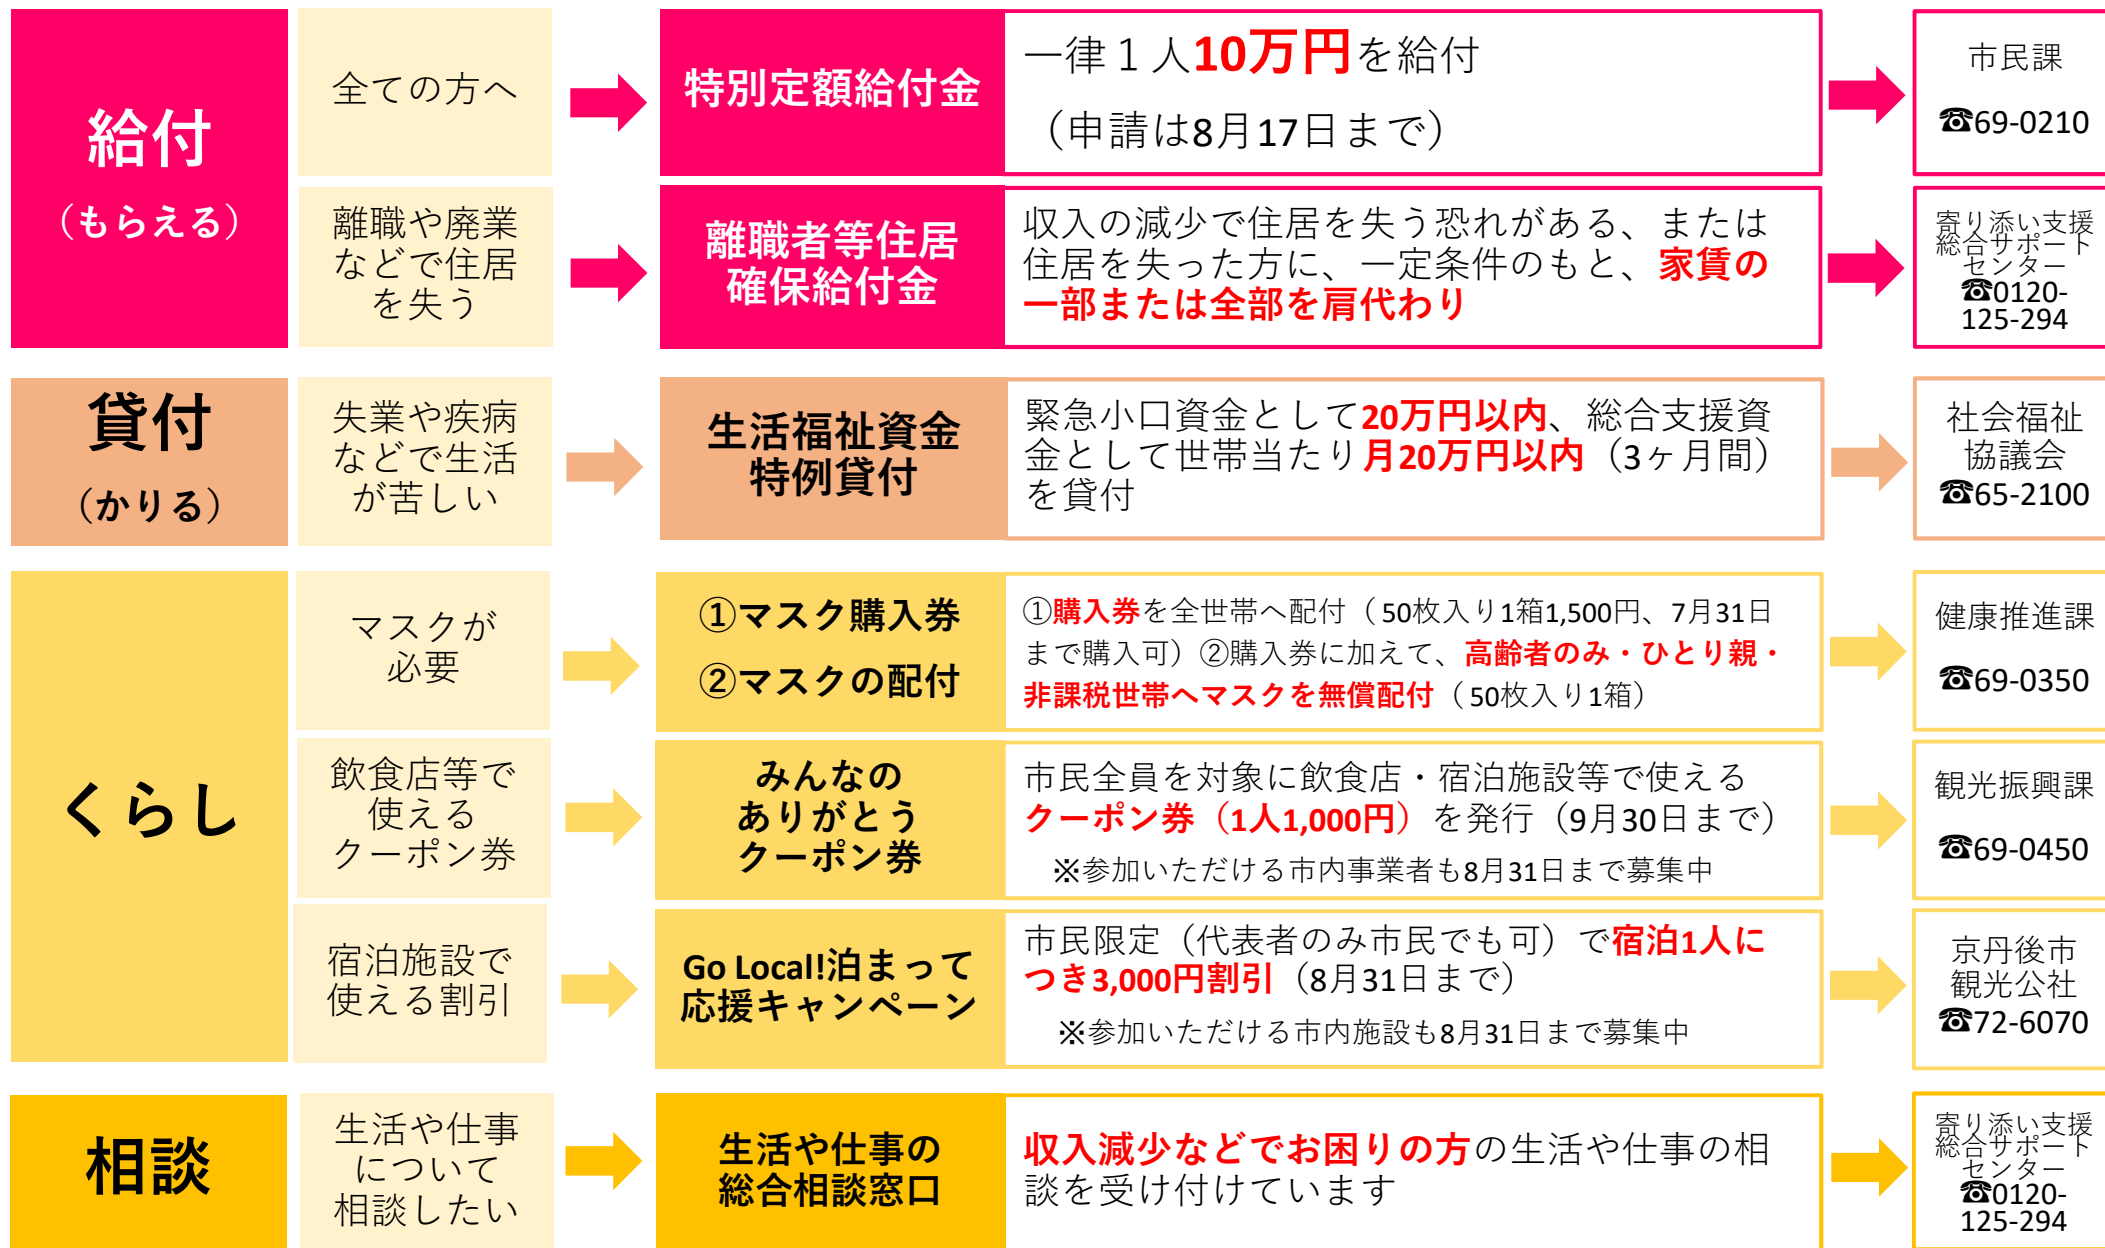 給付
（もらえる）
全ての方へ
特別定額給付金
一律１人10万円を給付
（申請は8月17日まで）
市民課
☎69-0210
離職や廃業
などで住居
を失う
離職者等住居
確保給付金
収入の減少で住居を失う恐れがある、または
住居を失った方に、一定条件のもと、家賃の
一部または全部を肩代わり
寄り添い支援
総合サポート
センター
☎0120-
125-294
貸付
（かりる）
失業や疾病
などで生活
が苦しい
生活福祉資金
特例貸付
緊急小口資金として20万円以内、総合支援資
金として世帯当たり月20万円以内（3ヶ月間）
を貸付
社会福祉
協議会
☎65-2100
くらし
マスクが
必要
①マスク購入券
②マスクの配付
①購入券を全世帯へ配付（50枚入り1箱1,500円、7月31日
まで購入可）②購入券に加えて、高齢者のみ・ひとり親・
非課税世帯へマスクを無償配付（50枚入り1箱）
健康推進課
☎69-0350
飲食店等で
使える
クーポン券
みんなの
ありがとう
クーポン券
市民全員を対象に飲食店・宿泊施設等で使える
クーポン券（1人1,000円）を発行（9月30日まで）
※参加いただける市内事業者も8月31日まで募集中
観光振興課
☎69-0450
宿泊施設で
使える割引
Go Local!泊まって
応援キャンペーン
市民限定（代表者のみ市民でも可）で宿泊1人に
つき3,000円割引（8月31日まで）
※参加いただける市内施設も8月31日まで募集中
京丹後市
観光公社
☎72-6070
相談
生活や仕事
について
相談したい
生活や仕事の
総合相談窓口
収入減少などでお困りの方の生活や仕事の相
談を受け付けています
寄り添い支援
総合サポート
センター
☎0120-
125-294